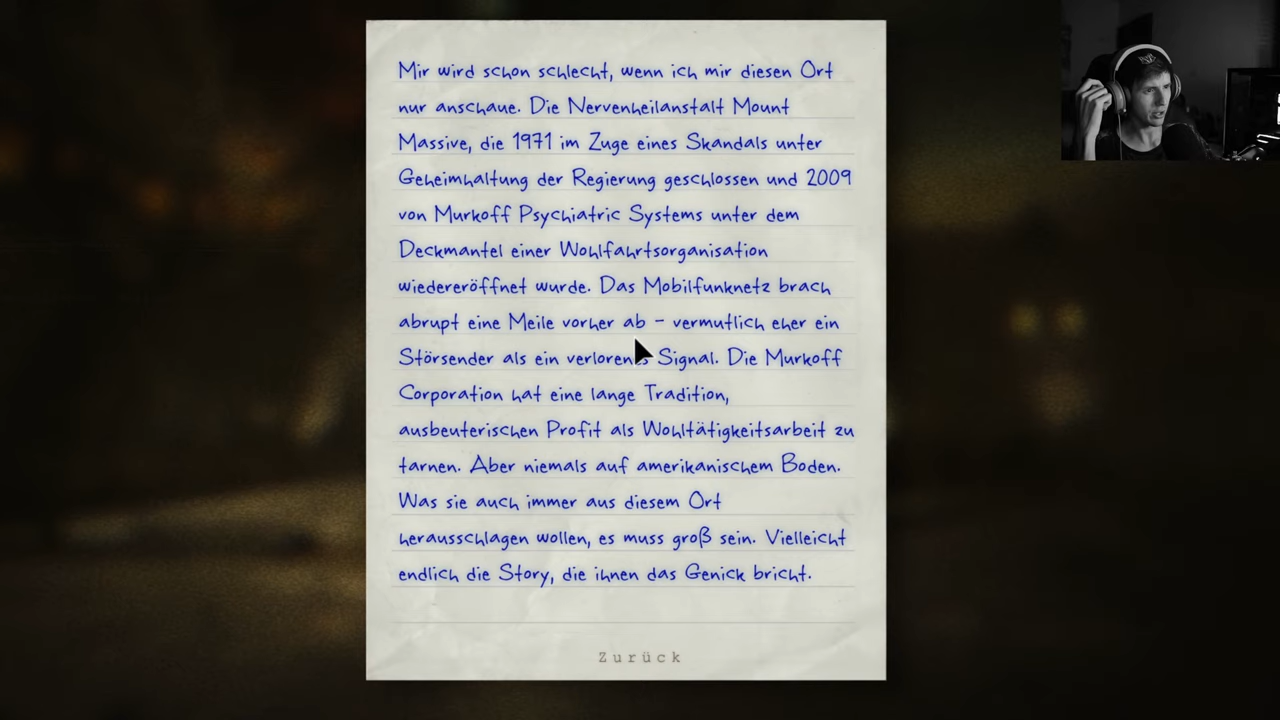 Mir wird schon schlecht, wenn ich mir diesen Ort
nur anschaue. Die Nervenheilanstalt Mount
Massive, die 1971 im Zuge eines Skandals unter
Geheimhaltung der Regierung geschlossen und 2009
von Murkoff Psychiatric Systems unter dem
Deckmantel einer Wohlfahrtsorganisation
wiedereröffnet wurde. Das Mobilfunknetz brach
abrupt eine Meile vorher ab – vermutlich eher ein
Störsender als ein verlorenes Signal. Die Murkoff
Corporation hat eine lange Tradition,
ausbeuterischen Profit als Wohltätigkeitsarbeit zu
tarnen. Aber niemals auf amerikanischem Boden.
Was sie auch immer aus diesem Ort
herausschlagen wollen, es muss groß sein. Vielleicht
endlich die Story, die ihnen das Genick bricht.
Zurück